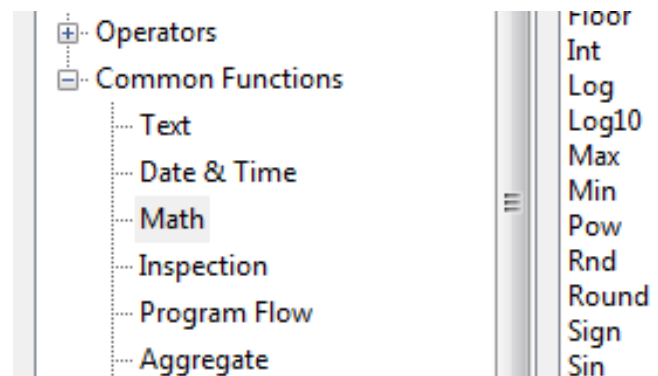 Operators
Common Functions
Text
Date & Time
Math
Inspection
Program Flow
Aggregate
Floor
Int
Log
Log10
Max
Min
Pow
Rnd
Round
Sign
Sin